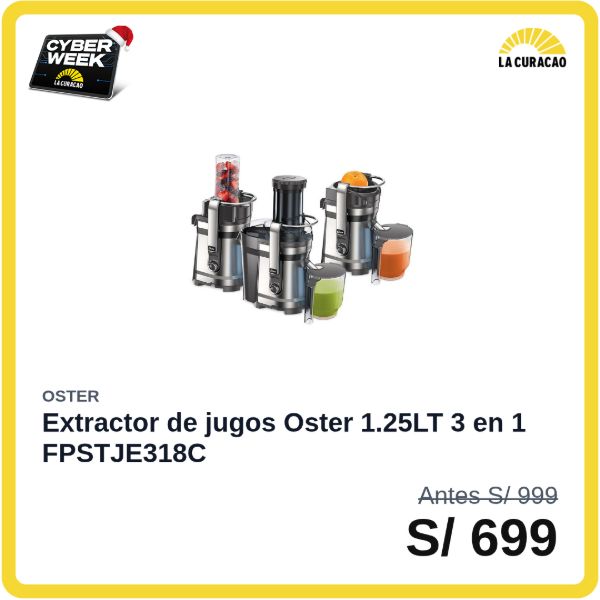 CYBER
WEEK
LA CURACAO
LA CURACAO
OSTER
Extractor de jugos Oster 1.25LT 3 en 1
FPSTJE318C
Antes S/ 999
S/ 699